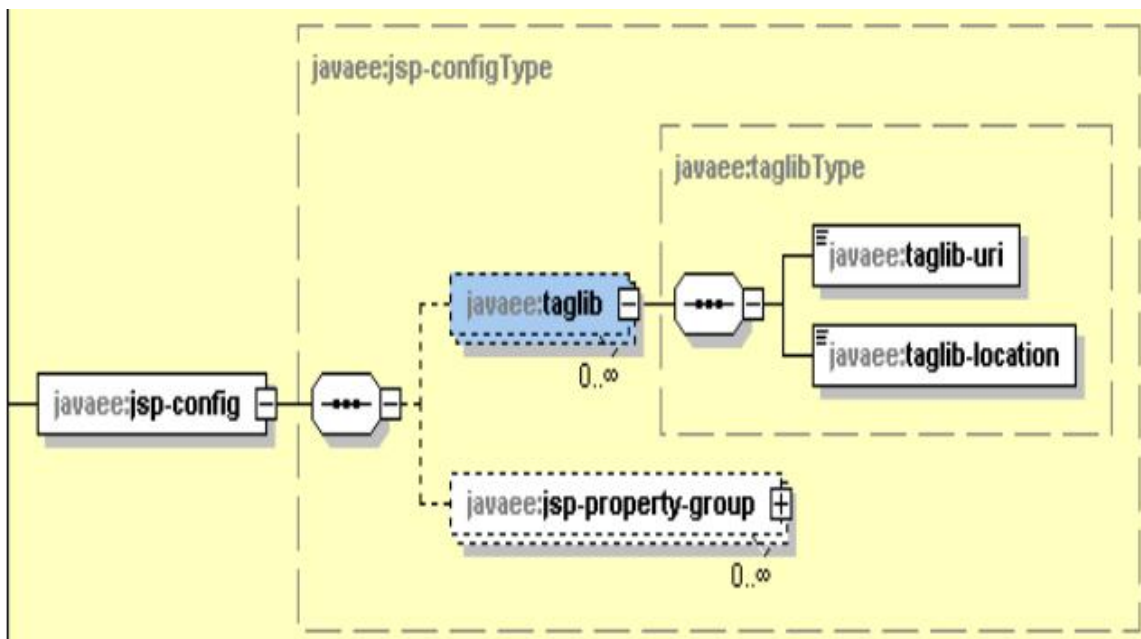 javaee:jsp-configType
javaee:taglibType
javaee:taglib-uri
javaee:taglib
0..∞
javaee:taglib-location
javaee:jsp-config
javaee:jsp-property-group
0..∞